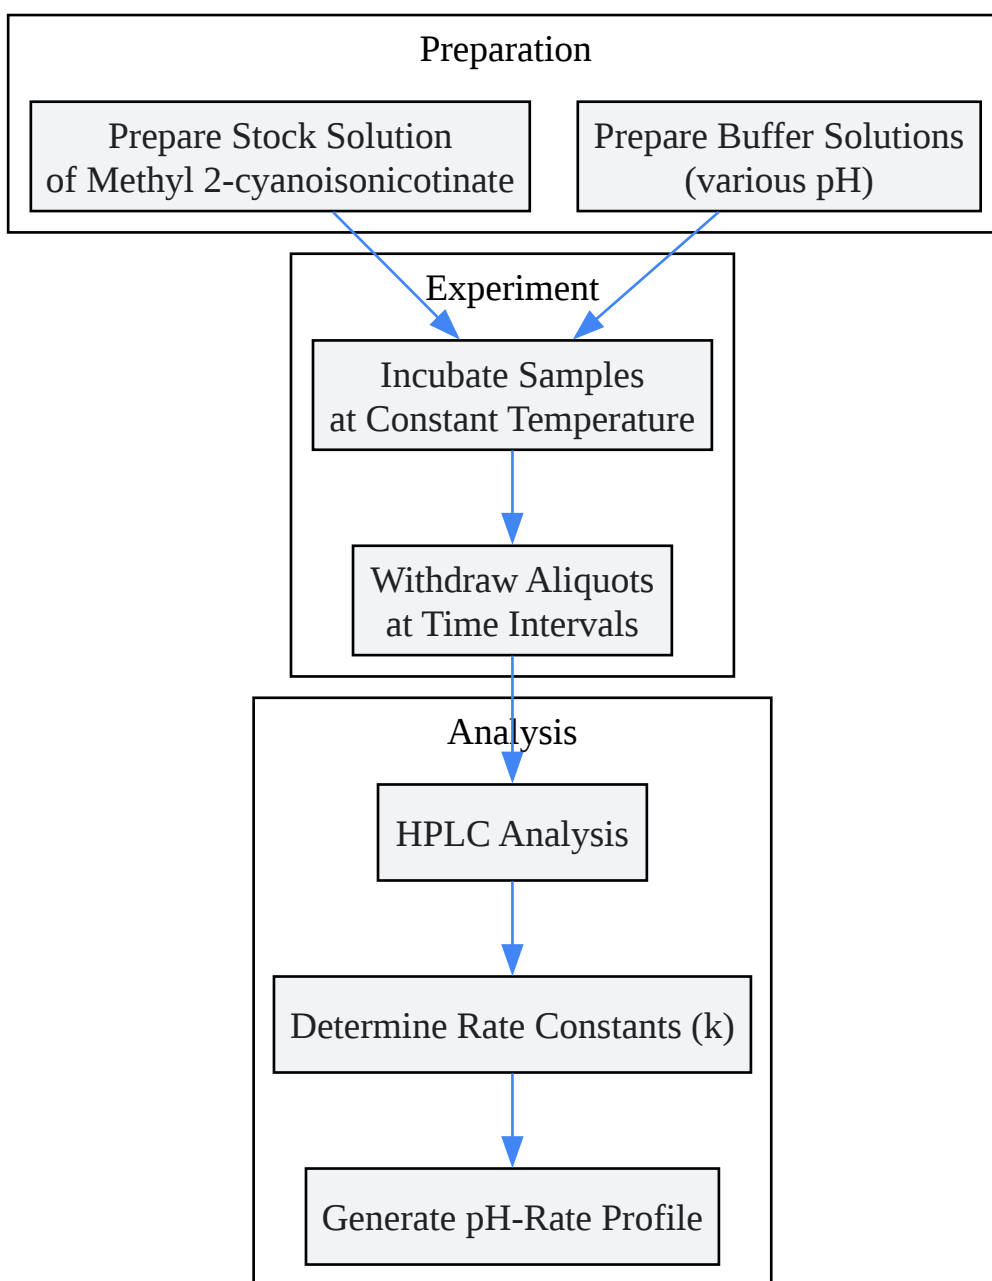 Preparation
Prepare Stock Solution
of Methyl 2-cyanoisonicotinate
Prepare Buffer Solutions
(various pH)
Experiment
Incubate Samples
at Constant Temperature
Withdraw Aliquots
at Time Intervals
Analysis
HPLC Analysis
Determine Rate Constants (k)
Generate pH-Rate Profile